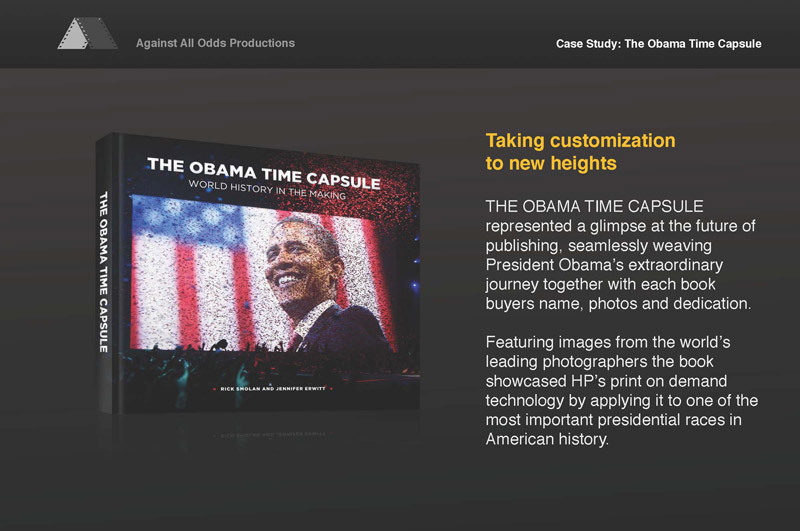 Against All Odds Productions
Case Study: The Obama Time Capsule
THE OBAMA TIME CAPSULE
WORLD HISTORY IN THE MAKING
THE OBAMA TIME CAPSULE
RICK SMOLAN AND JENNIFER ERWITT
Taking customization
to new heights
THE OBAMA TIME CAPSULE
represented a glimpse at the future of
publishing, seamlessly weaving
President Obama's extraordinary
journey together with each book
buyers name, photos and dedication.
Featuring images from the world's
leading photographers the book
showcased HP's print on demand
technology by applying it to one of the
most important presidential races in
American history.